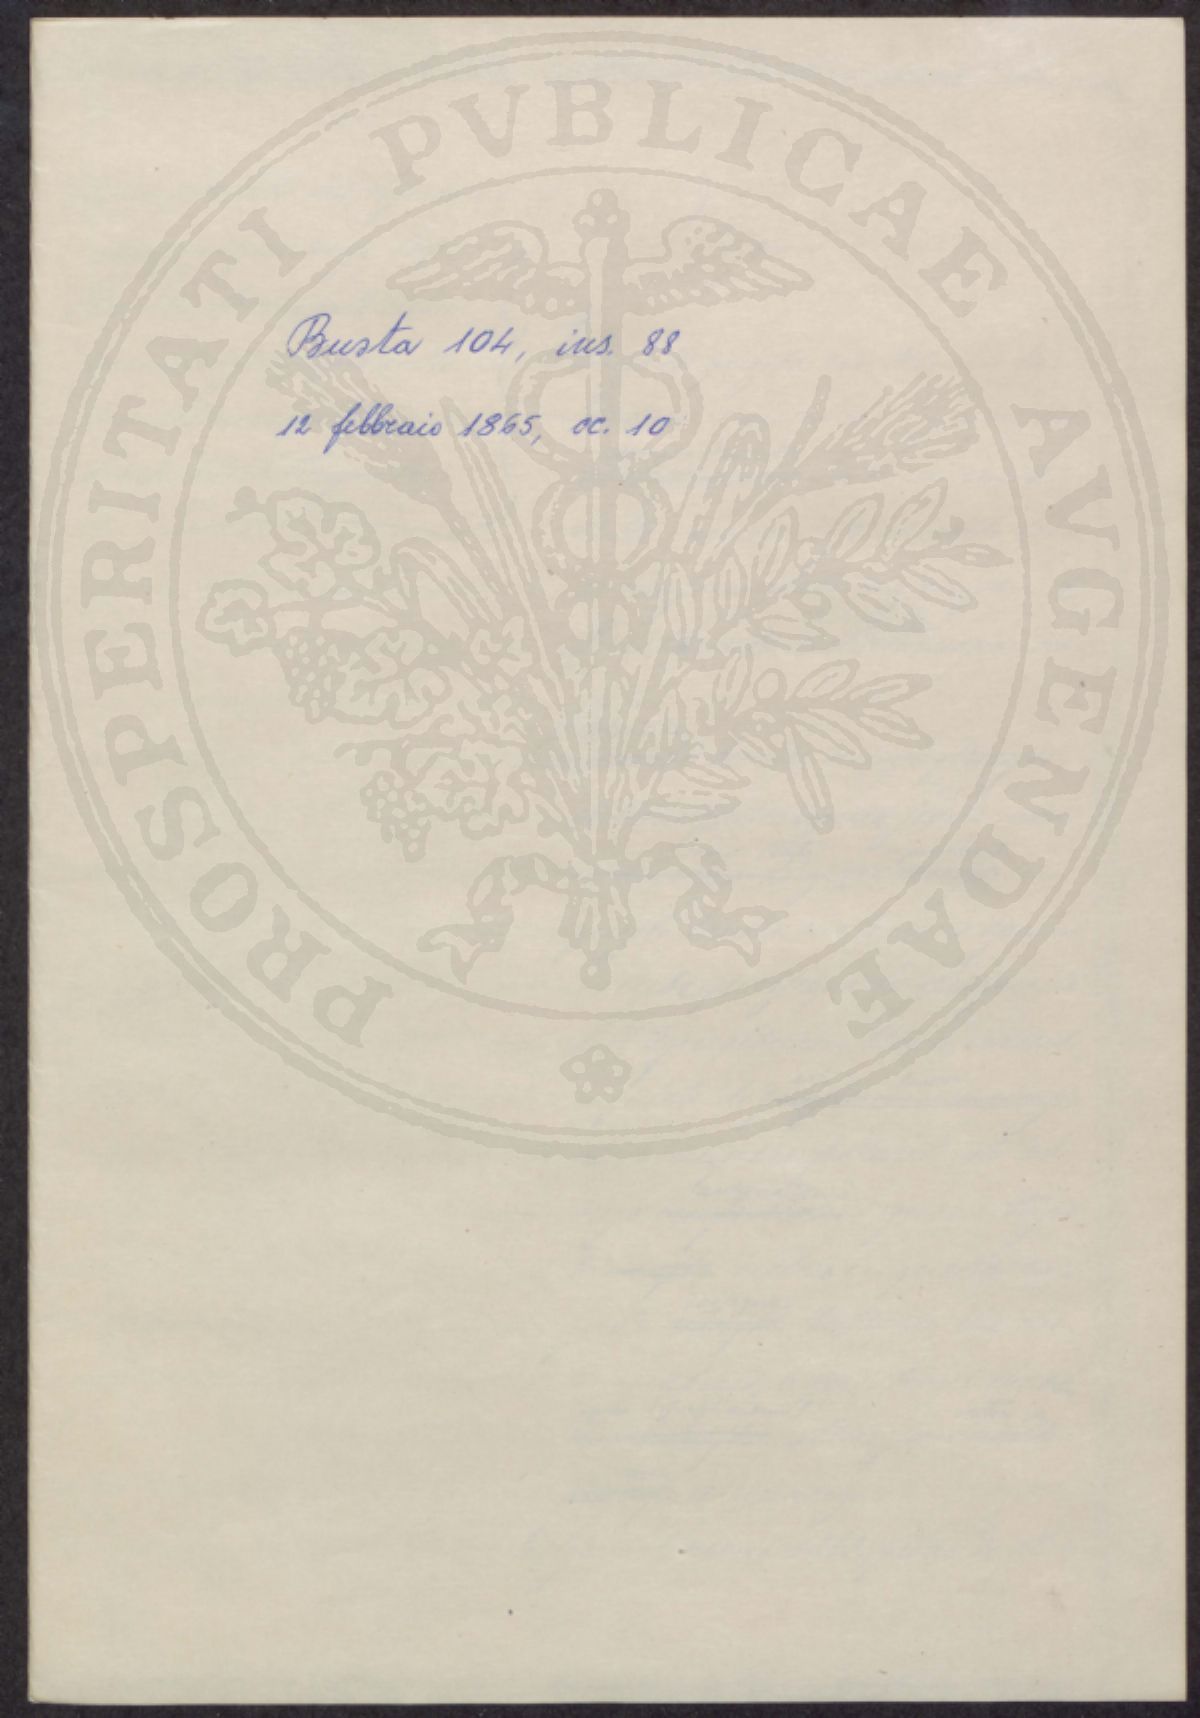 PROSPERITATI PVBLICAE AVGENDAE
Busta 104, ins. 88
12 febbraio 1865, cc. 10